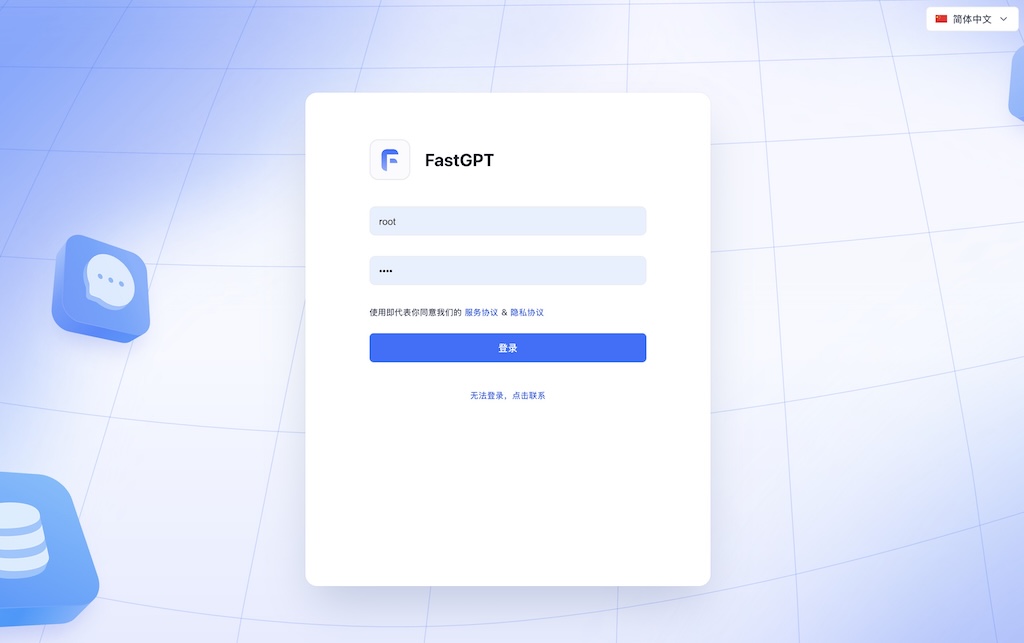 简体中文
FastGPT
root
••••
使用即代表你同意我们的 服务协议 & 隐私协议
登录
无法登录，点击联系